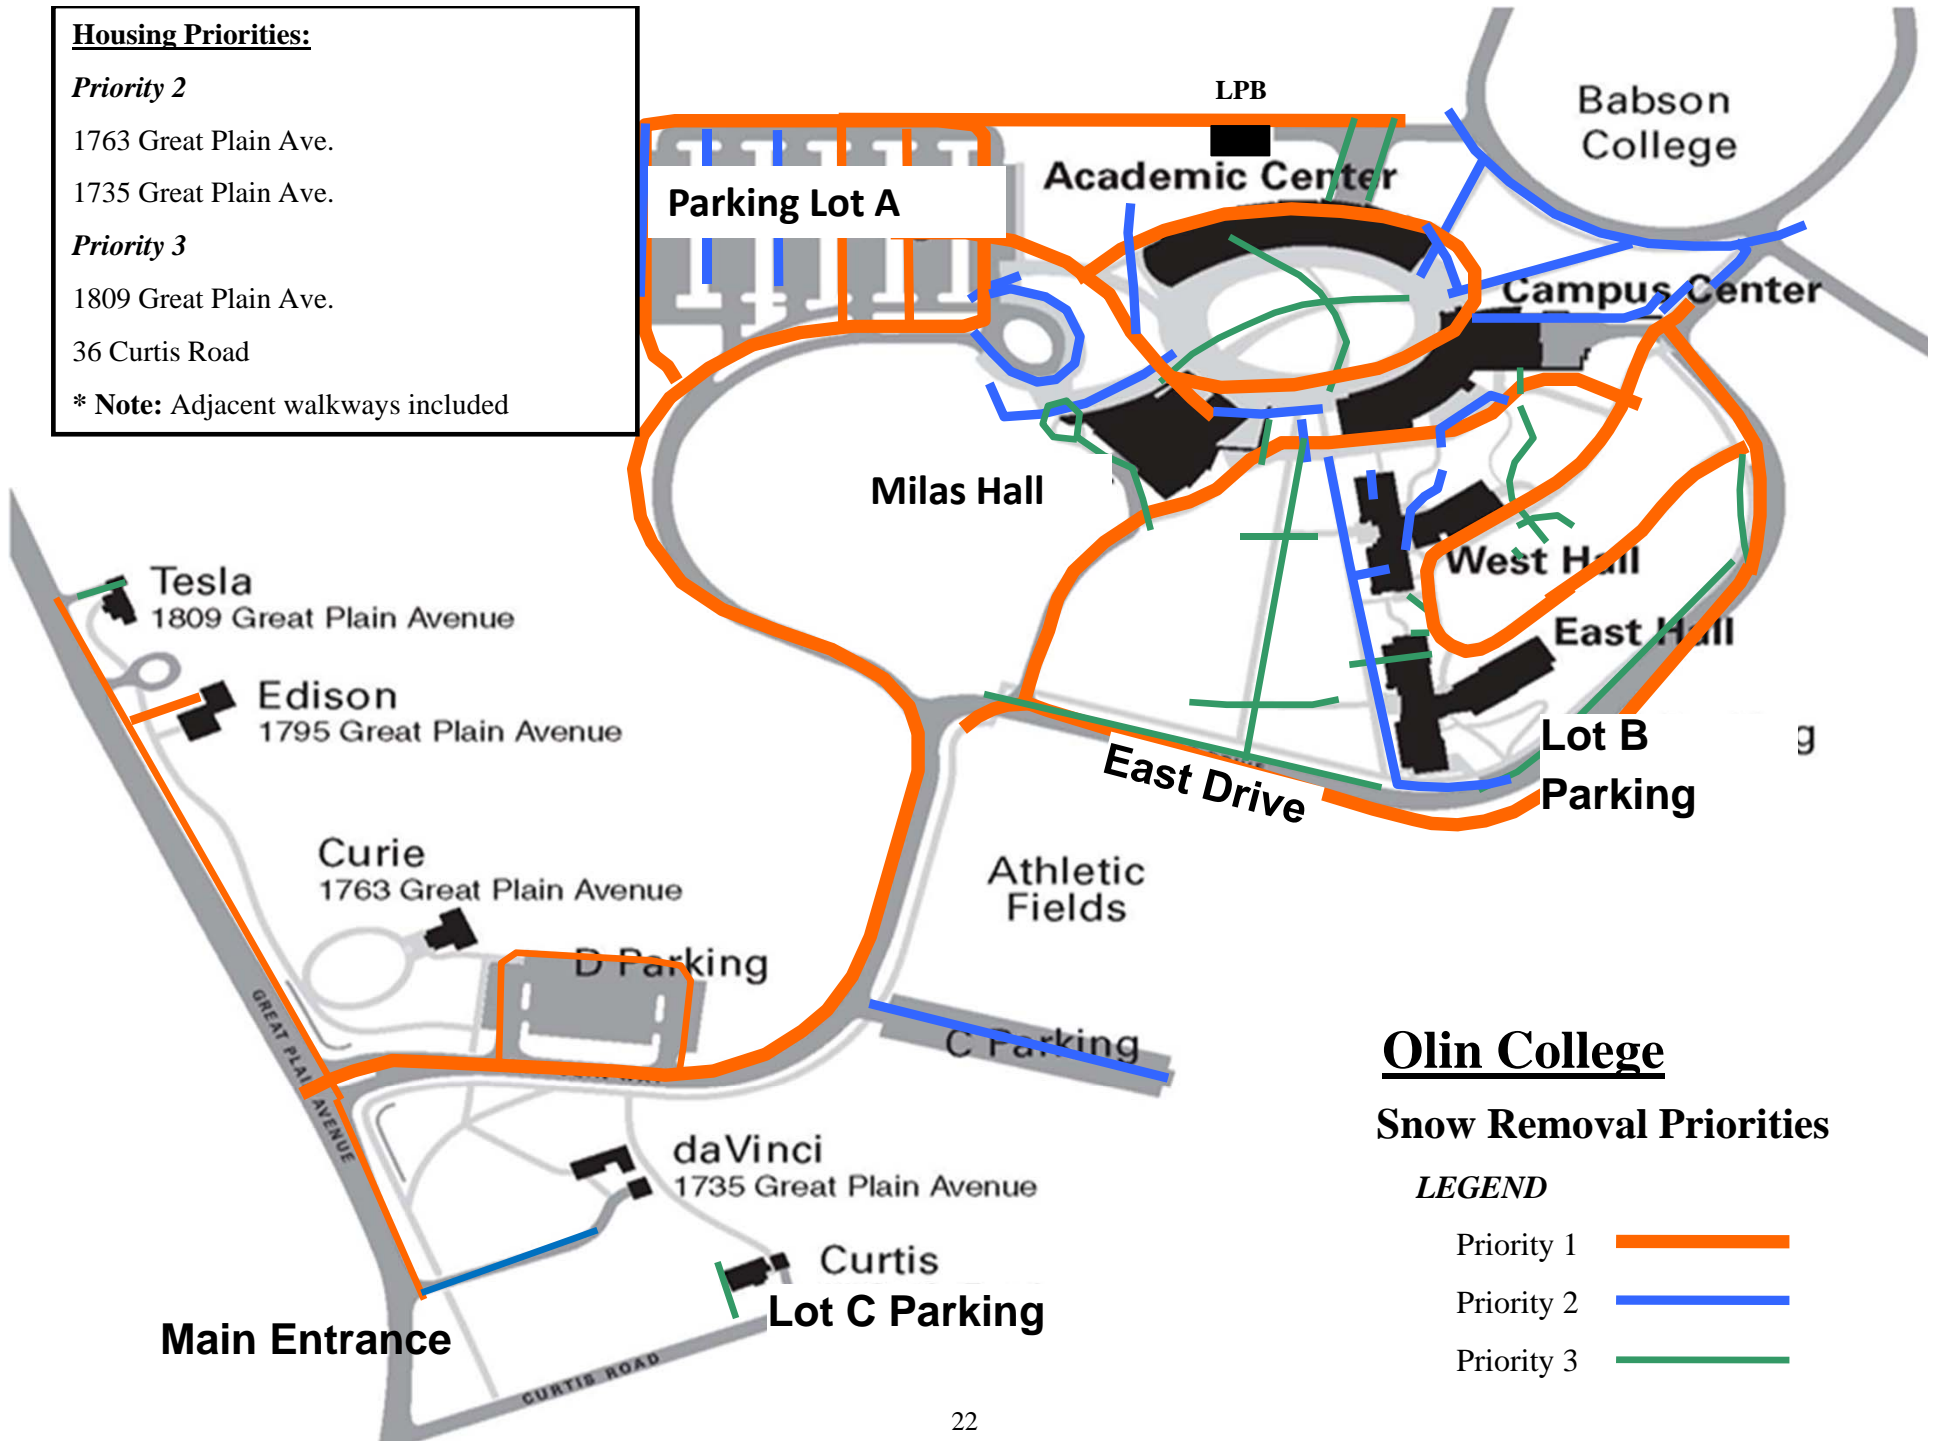 Housing Priorities:
Priority 2
1763 Great Plain Ave.
1735 Great Plain Ave.
Priority 3
1809 Great Plain Ave.
36 Curtis Road
* Note: Adjacent walkways included
LPB
Babson
College
Academic Center
Parking Lot A
Campus Center
Milas Hall
West Hall
East Hall
Tesla
1809 Great Plain Avenue
Edison
1795 Great Plain Avenue
Lot B
Parking
g
East Drive
Curie
1763 Great Plain Avenue
Athletic
Fields
D Parking
C Parking
GREAT PLAIN AVENUE
Olin College
Snow Removal Priorities
LEGEND
Priority 1
Priority 2
Priority 3
daVinci
1735 Great Plain Avenue
Curtis
Lot C Parking
Main Entrance
CURTIS ROAD
22